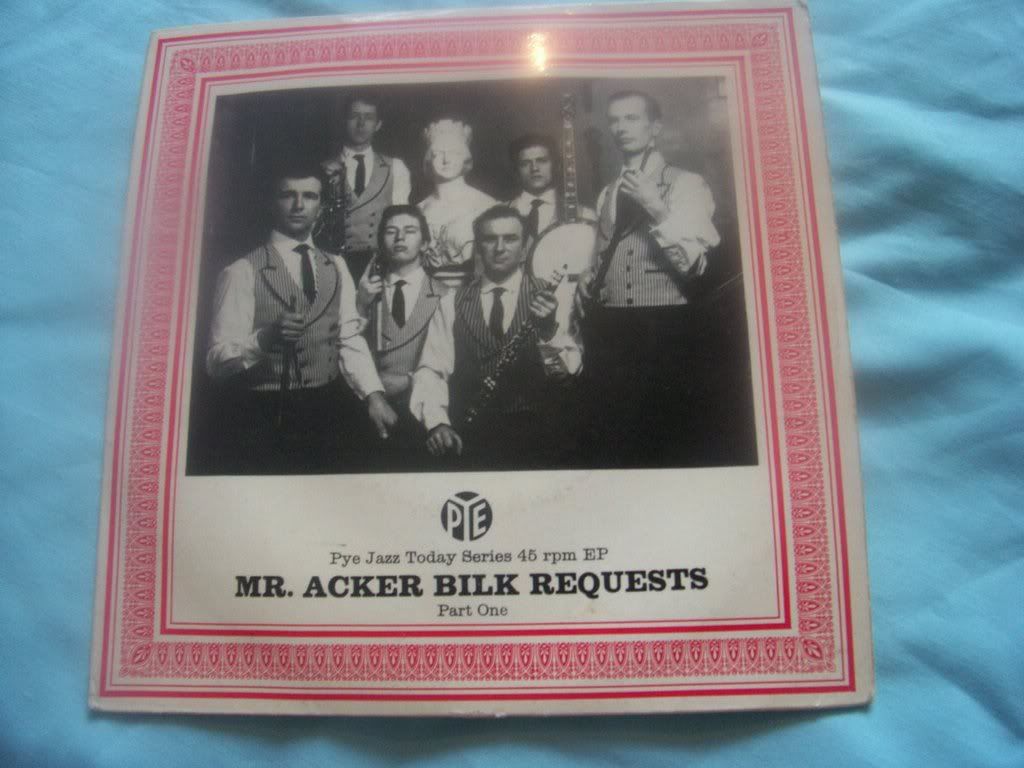 PYE
Pye Jazz Today Series 45 rpm EP
MR. ACKER BILK REQUESTS
Part One